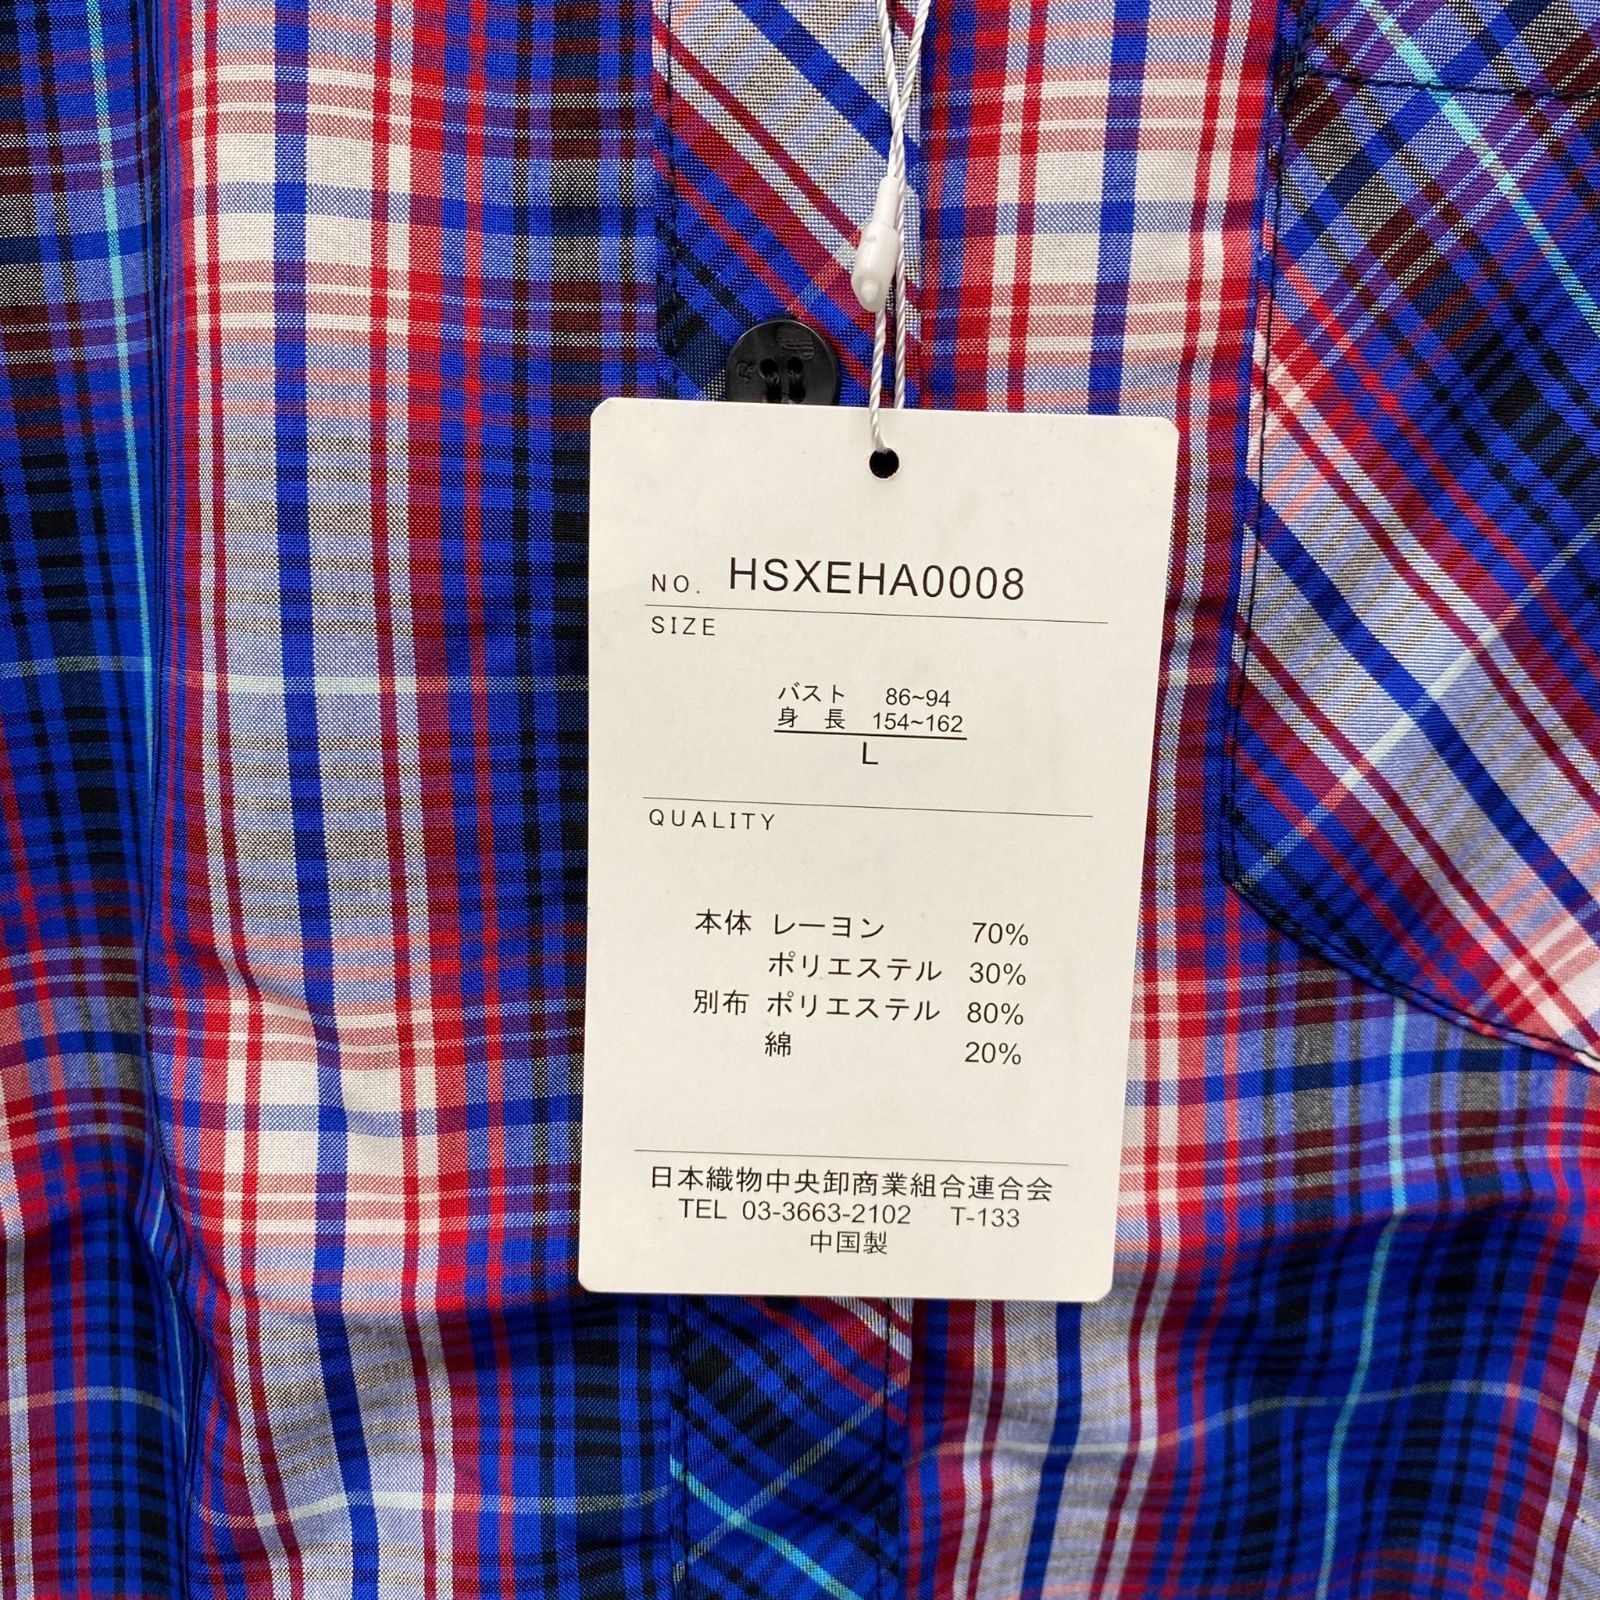 NO. HSXEHA0008
SIZE
バスト 86~94
身 長 154~162
L
QUALITY
本体 レーヨン 70%
ポリエステル 30%
別布 ポリエステル 80%
綿 20%
日本織物中央卸商業組合連合会
TEL 03-3663-2102 T-133
中国製